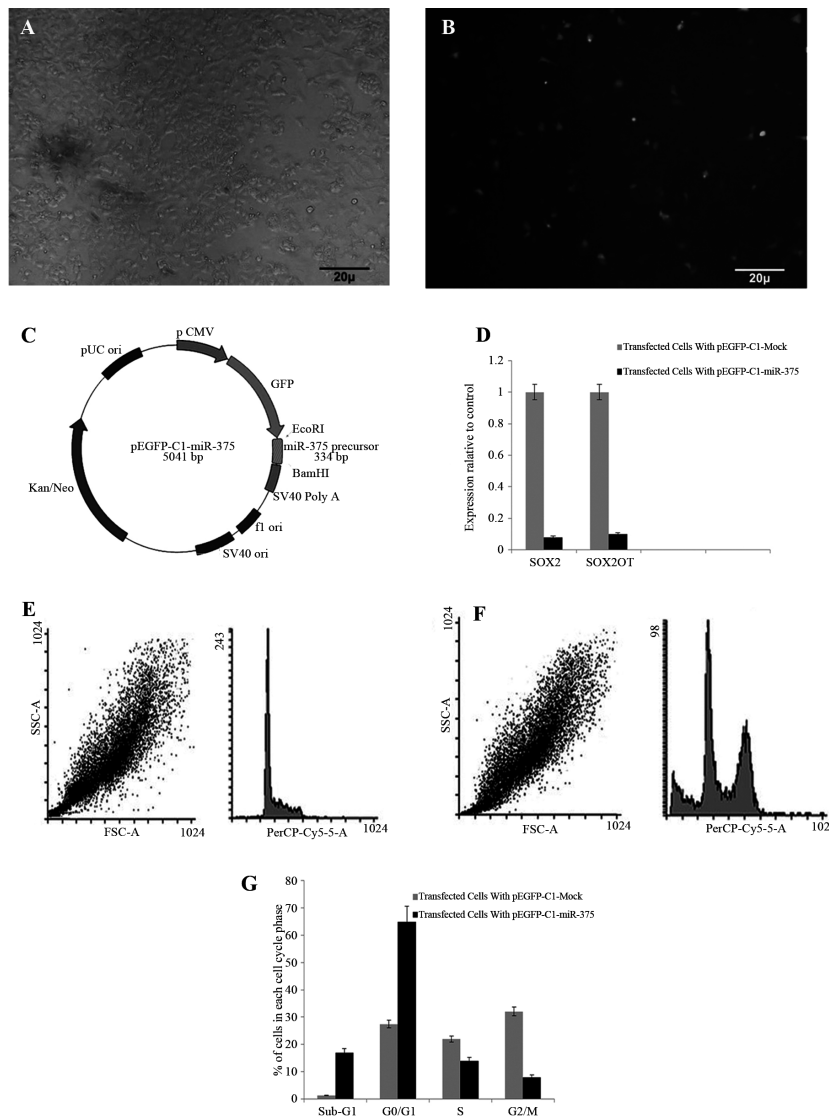 A
20µ
B
20µ
C
p CMV
pUC ori
GFP
EcoRI
pEGFP-C1-miR-375
5041 bp
miR-375 precursor
334 bp
BamHI
Kan/Neo
SV40 Poly A
f1 ori
SV40 ori
D
Transfected Cells With pEGFP-C1-Mock
Transfected Cells With pEGFP-C1-miR-375
Expression ralative to control
1.2
1
0.8
0.6
0.4
0.2
0
SOX2
SOX2OT
E
1024
SSC-A
FSC-A
1024
243
PerCP-Cy5-5-A
1024
F
1024
SSC-A
FSC-A
1024
98
PerCP-Cy5-5-A
102
G
Transfected Cells With pEGFP-C1-Mock
Transfected Cells With pEGFP-C1-miR-375
% of cells in each cell cycle phase
80
70
60
50
40
30
20
10
0
Sub-G1
G0/G1
S
G2/M